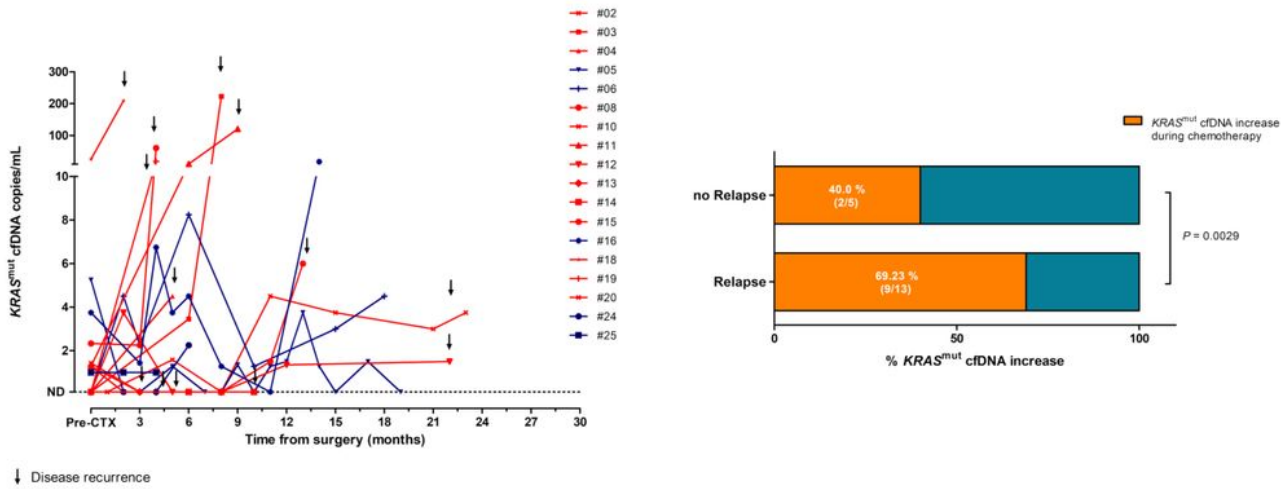 300
200
100
10
8
6
4
2
ND
KRASmut cfDNA copies/mL
Pre-CTX 3 6 9 12 15 18 21 24 27 30
Time from surgery (months)
↓ Disease recurrence
#02
#03
#04
#05
#06
#08
#10
#11
#12
#13
#14
#15
#16
#18
#19
#20
#24
#25
KRASmut cfDNA increase
during chemotherapy
no Relapse
40.0 %
(2/5)
Relapse
69.23 %
(9/13)
P = 0.0029
0 50 100
% KRASmut cfDNA increase